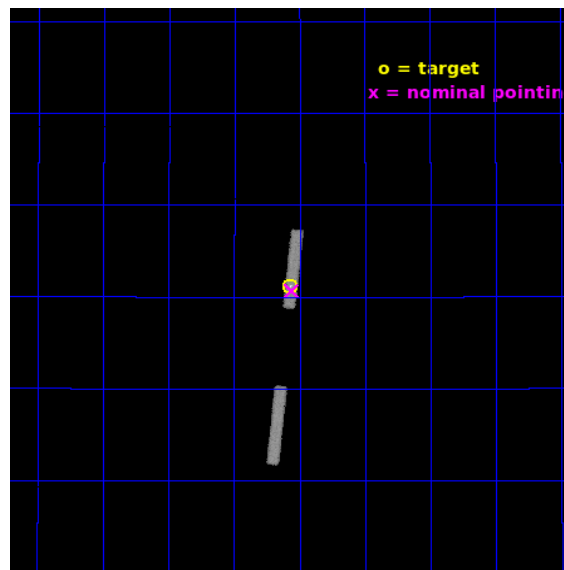 o = target
x = nominal pointin